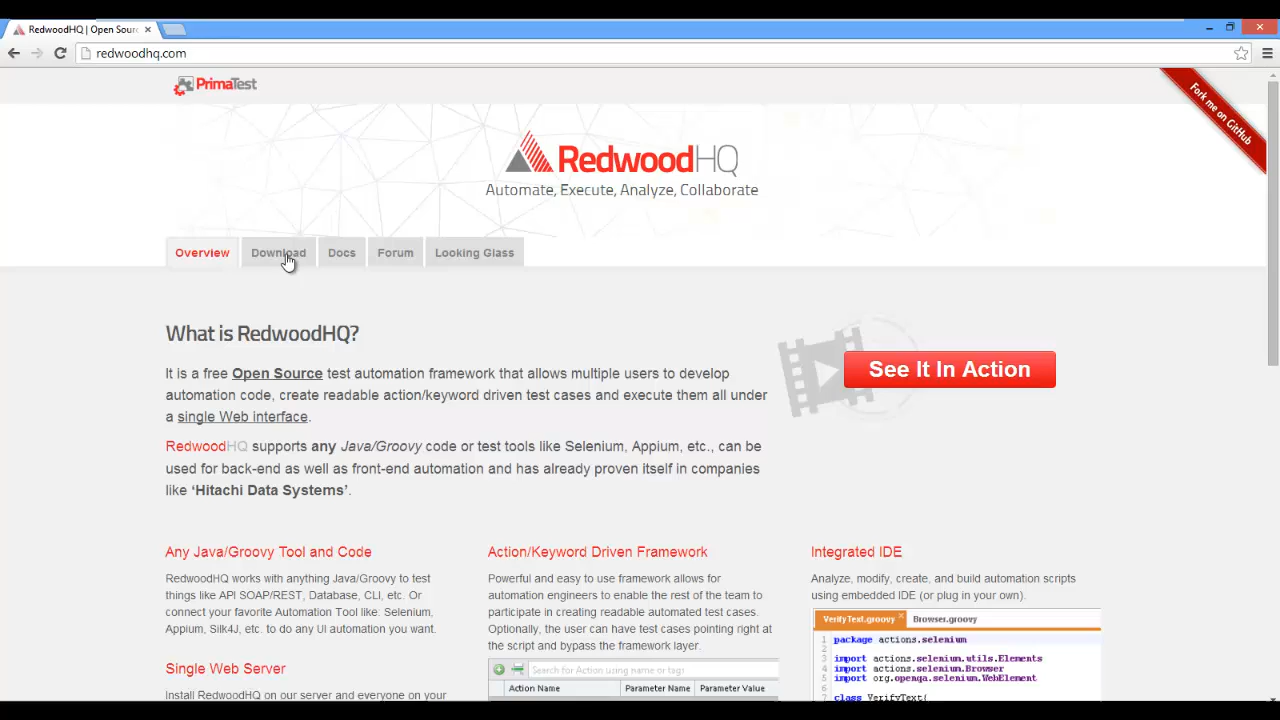 RedwoodHQ | Open Sourc
redwoodhq.com
PrimaTest
Fork me on GitHub
RedwoodHQ
Automate, Execute, Analyze, Collaborate
Overview Download Docs Forum Looking Glass
What is RedwoodHQ?
It is a free Open Source test automation framework that allows multiple users to develop
automation code, create readable action/keyword driven test cases and execute them all under
a single Web interface.
See It In Action
RedwoodHQ supports any Java/Groovy code or test tools like Selenium, Appium, etc., can be
used for back-end as well as front-end automation and has already proven itself in companies
like ‘Hitachi Data Systems’.
Any Java/Groovy Tool and Code
RedwoodHQ works with anything Java/Groovy to test
things like API SOAP/REST, Database, CLI, etc. Or
connect your favorite Automation Tool like. Selenium,
Appium, Silk4J, etc. to do any UI automation you want.
Single Web Server
Install RedwoodHQ on our server and everyone on your
Action/Keyword Driven Framework
Powerful and easy to use framework allows for
automation engineers to enable the rest of the team to
participate in creating readable automated test cases.
Optionally, the user can have test cases pointing right at
the script and bypass the framework layer.
Search for Action using name or tags
Action Name Parameter Name Parameter Value
Integrated IDE
Analyze, modify, create, and build automation scripts
using embedded IDE (or plug in your own).
VerifyText.groovy Browser.groovy
1 package actions.selenium
2
3 import actions.selenium.utils.Elements
4 import actions.selenium.Browser
5 import org.openqa.selenium.WebElement
6
7 class VerifyText{